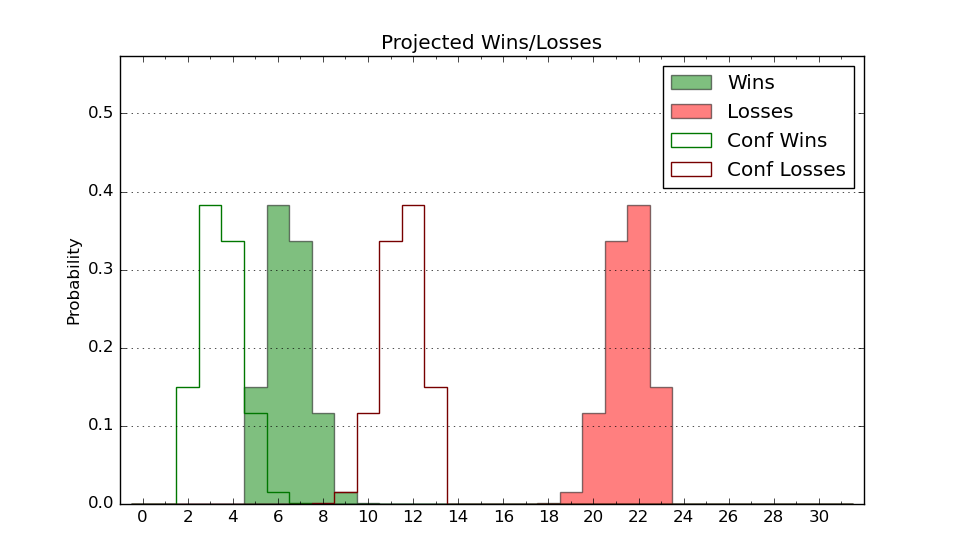 Projected Wins/Losses
Wins
Losses
Conf Wins
Conf Losses
Probability
0.5
0.4
0.3
0.2
0.1
0.0
0 2 4 6 8 10 12 14 16 18 20 22 24 26 28 30